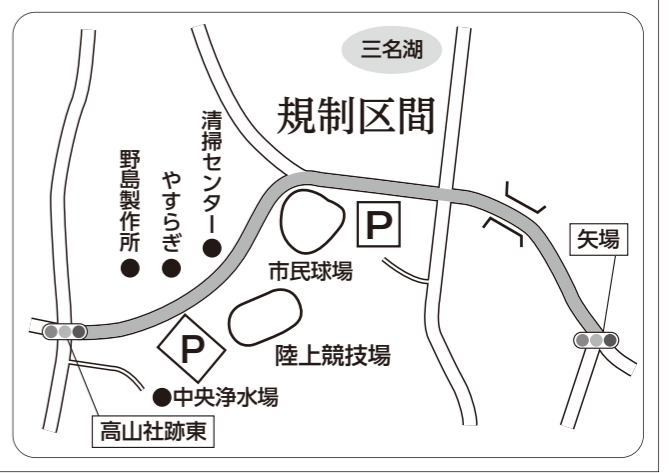 三名湖
規制区間
清掃センター
やすらぎ
野島製作所
P
市民球場
矢場
P
陸上競技場
中央浄水場
高山社跡東